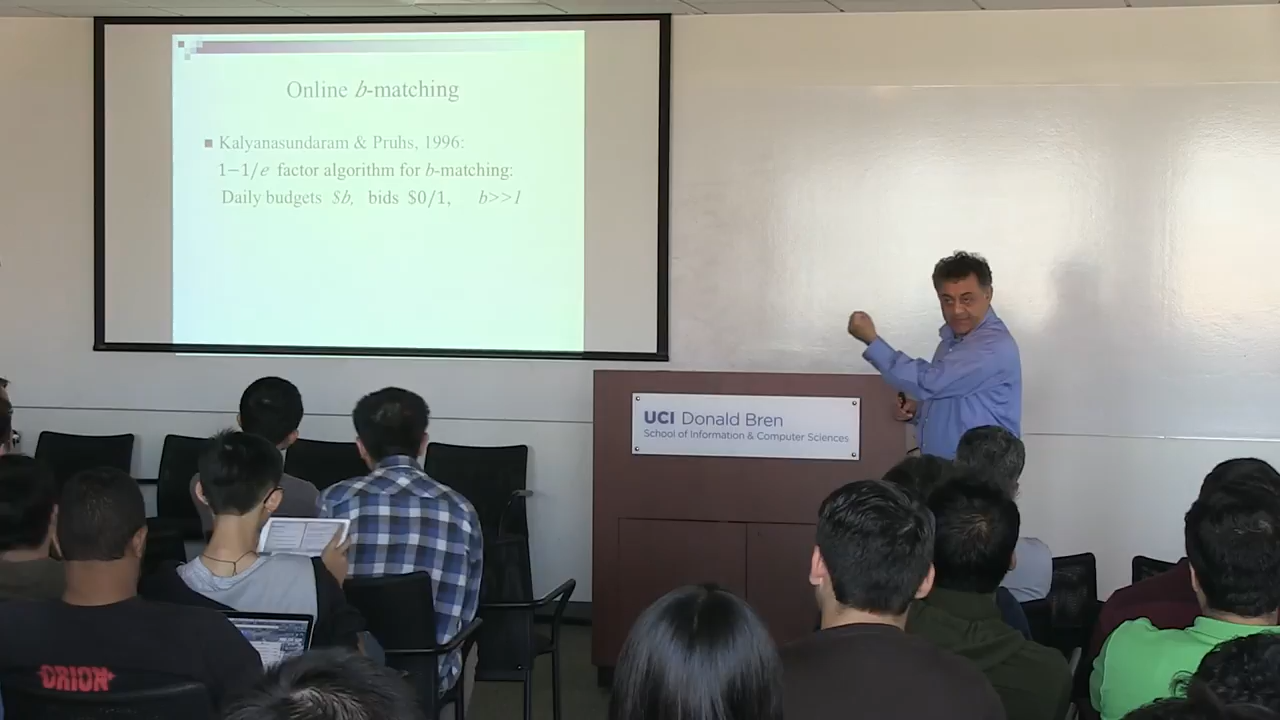 Online b-matching
Kalyanasundaram & Pruhs, 1996:
1−1/e factor algorithm for b-matching:
Daily budgets $b, bids $0/1, b>>1
UCI Donald Bren
School of Information & Computer Sciences
ORION